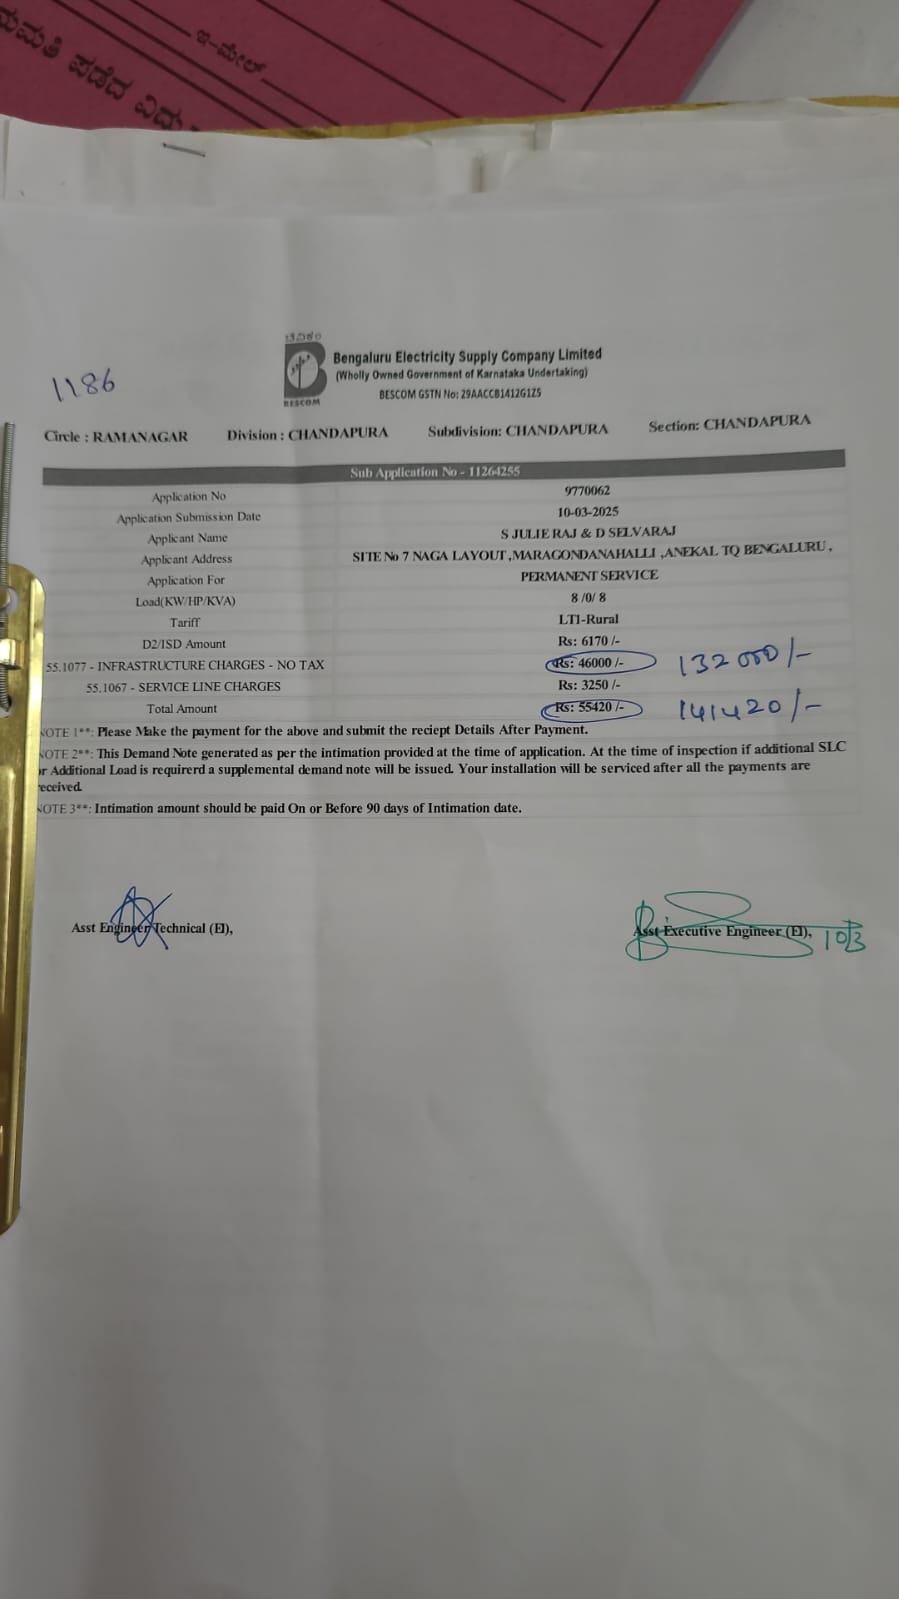 ಇ-ಮೇಲ್
ಮಮತಿ ಪಡೆದ ವಿದ್ಯು
BESCOM
Bengaluru Electricity Supply Company Limited
(Wholly Owned Government of Karnataka Undertaking)
BESCOM GSTN No: 29AACCB1412G1Z5
1186
Circle : RAMANAGAR Division : CHANDAPURA Subdivision: CHANDAPURA Section: CHANDAPURA
Sub Application No - 11264255
Application No 9770062
Application Submission Date 10-03-2025
Applicant Name S JULIE RAJ & D SELVARAJ
Applicant Address SITE No 7 NAGA LAYOUT ,MARAGONDANAHALLI ,ANEKAL TQ BENGALURU ,
Application For PERMANENT SERVICE
Load(KW/HP/KVA) 8 /0/ 8
Tariff LT1-Rural
D2/ISD Amount Rs: 6170 /-
55.1077 - INFRASTRUCTURE CHARGES - NO TAX Rs: 46000 /- 132000/-
55.1067 - SERVICE LINE CHARGES Rs: 3250 /-
Total Amount Rs: 55420 /- 141420/-
NOTE 1**: Please Make the payment for the above and submit the reciept Details After Payment.
NOTE 2**: This Demand Note generated as per the intimation provided at the time of application. At the time of inspection if additional SLC
or Additional Load is requirerd a supplemental demand note will be issued. Your installation will be serviced after all the payments are
received.
NOTE 3**: Intimation amount should be paid On or Before 90 days of Intimation date.
Asst Engineer Technical (El), Asst Executive Engineer (El), 10/3